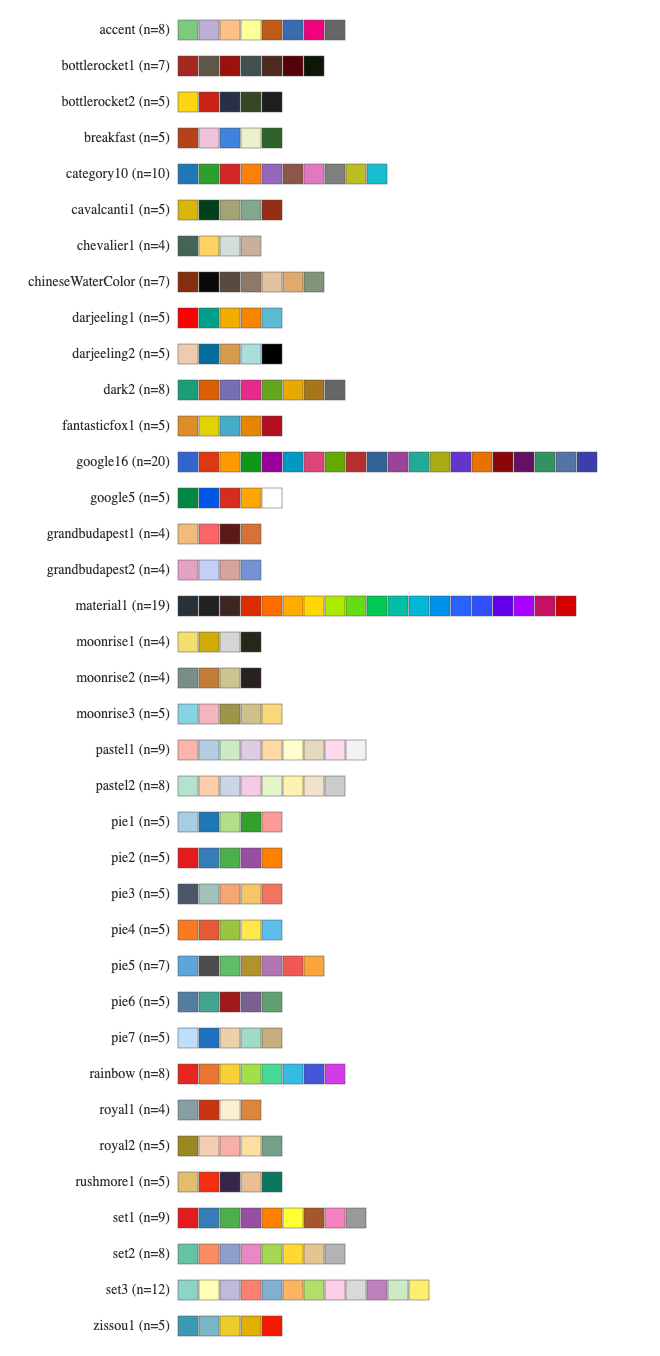 accent (n=8)
bottlerocket1 (n=7)
bottlerocket2 (n=5)
breakfast (n=5)
category10 (n=10)
cavalcanti1 (n=5)
chevalier1 (n=4)
chineseWaterColor (n=7)
darjeeling1 (n=5)
darjeeling2 (n=5)
dark2 (n=8)
fantasticfox1 (n=5)
google16 (n=20)
google5 (n=5)
grandbudapest1 (n=4)
grandbudapest2 (n=4)
material1 (n=19)
moonrise1 (n=4)
moonrise2 (n=4)
moonrise3 (n=5)
pastel1 (n=9)
pastel2 (n=8)
pie1 (n=5)
pie2 (n=5)
pie3 (n=5)
pie4 (n=5)
pie5 (n=7)
pie6 (n=5)
pie7 (n=5)
rainbow (n=8)
royal1 (n=4)
royal2 (n=5)
rushmore1 (n=5)
set1 (n=9)
set2 (n=8)
set3 (n=12)
zissou1 (n=5)